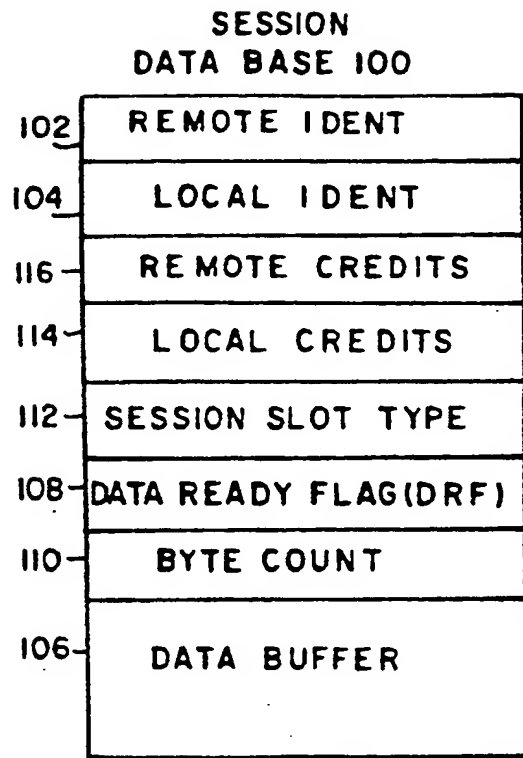 SESSION
DATA BASE 100
102 REMOTE IDENT
104 LOCAL IDENT
116 REMOTE CREDITS
114 LOCAL CREDITS
112 SESSION SLOT TYPE
108 DATA READY FLAG(DRF)
110 BYTE COUNT
106 DATA BUFFER